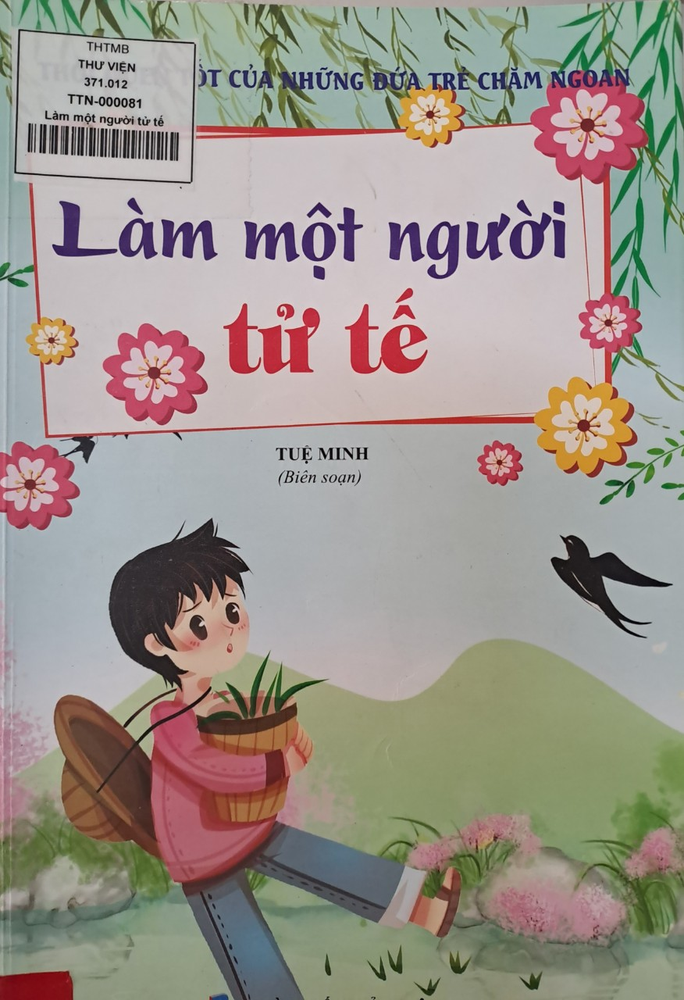 THTMB
THƯ VIỆN
371.012
TTN-000081
Làm một người tử tế
TỐT CỦA NHỮNG ĐỨA TRẺ CHĂM NGOAN
Làm một người
tử tế
TUỆ MINH
(Biên soạn)